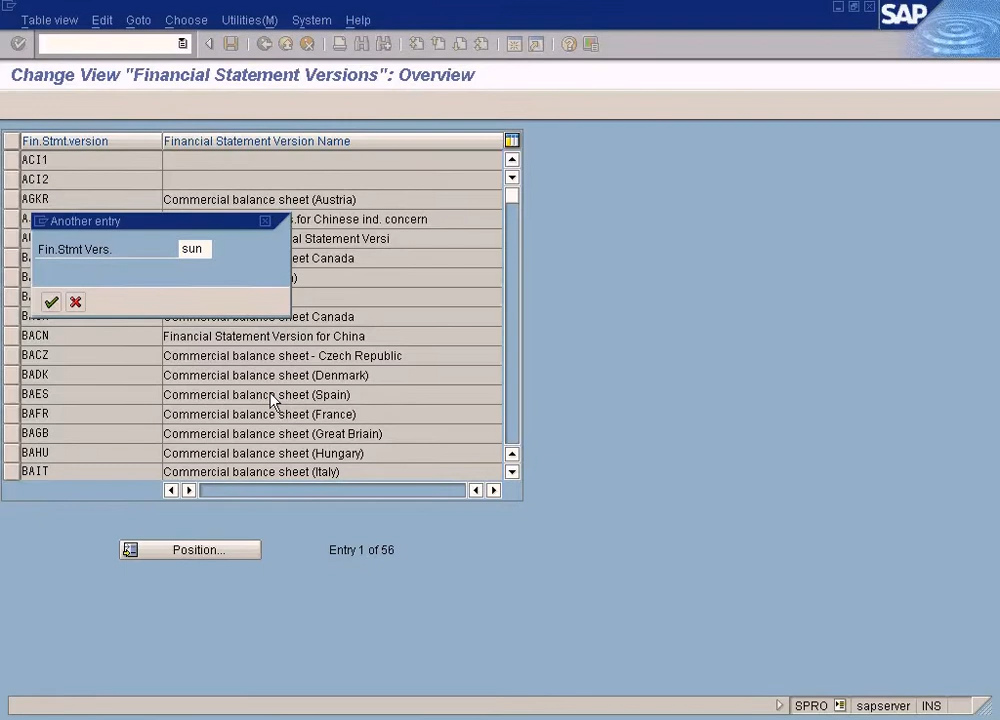 Table view Edit Goto Choose Utilities(M) System Help
SAP
Change View "Financial Statement Versions": Overview
Fin.Stmt.version Financial Statement Version Name
ACI1
ACI2
AGKR Commercial balance sheet (Austria)
A. s.for Chinese ind. concern
Another entry
al Statement Versi
Fin.Stmt Vers. sun
eet Canada
)
eet Canada
BACN Financial Statement Version for China
BACZ Commercial balance sheet - Czech Republic
BADK Commercial balance sheet (Denmark)
BAES Commercial balance sheet (Spain)
BAFR Commercial balance sheet (France)
BAGB Commercial balance sheet (Great Briain)
BAHU Commercial balance sheet (Hungary)
BAIT Commercial balance sheet (Italy)
Position... Entry 1 of 56
SPRO sapserver INS